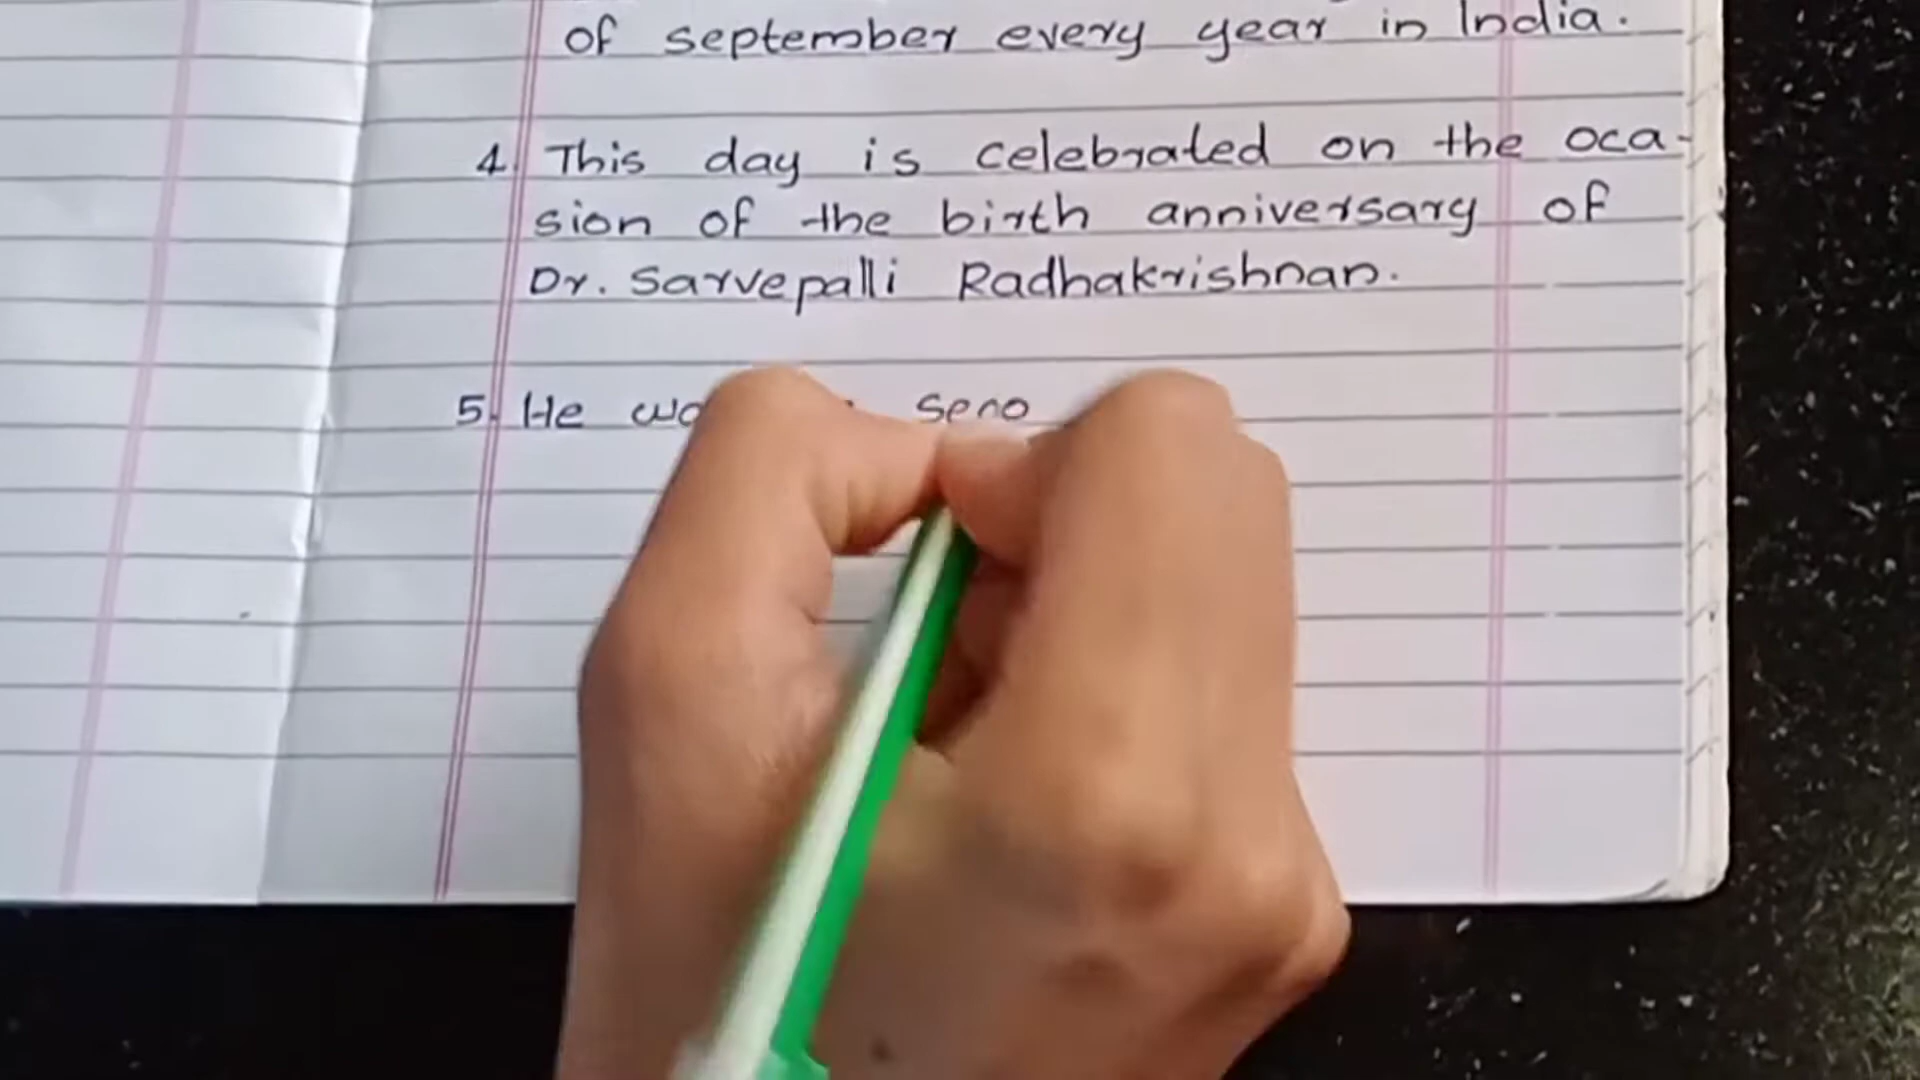 of september every year in India.
4. This day is celebrated on the oca-
sion of the birth anniversary of
Dr. Sarvepalli Radhakrishnan.
5. He